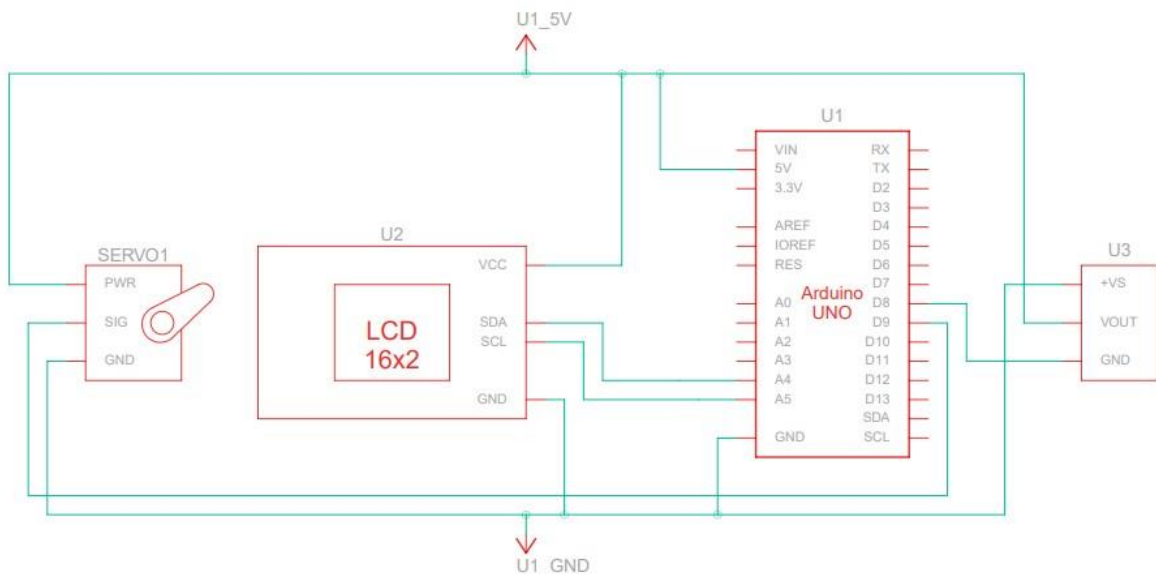 U1_5V
U1
VIN
5V
3.3V
AREF
IOREF
RES
A0
A1
A2
A3
A4
A5
GND
Arduino
UNO
RX
TX
D2
D3
D4
D5
D6
D7
D8
D9
D10
D11
D12
D13
SDA
SCL
U2
VCC
SDA
SCL
GND
LCD
16x2
SERVO1
PWR
SIG
GND
U3
+VS
VOUT
GND
U1_GND